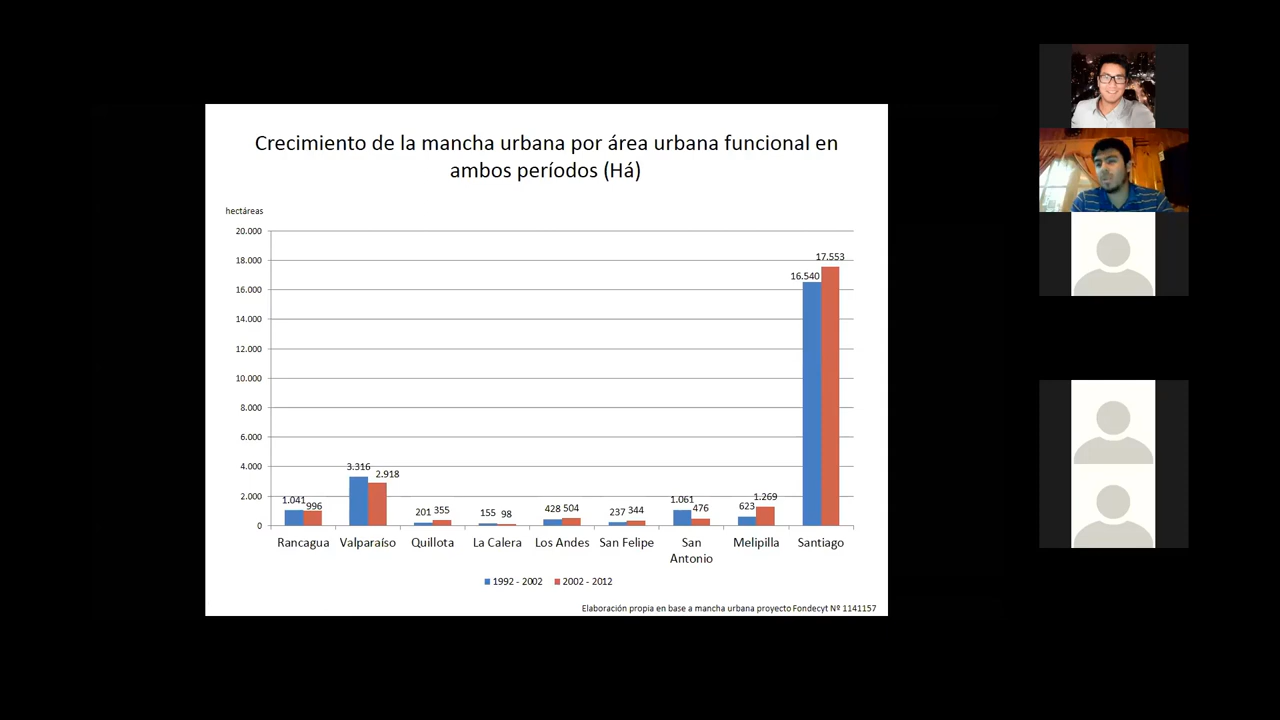 Crecimiento de la mancha urbana por área urbana funcional en
ambos períodos (Há)
hectáreas
20.000
18.000
16.000
14.000
12.000
10.000
8.000
6.000
4.000
2.000
0
1.041
996
3.316
2.918
201
355
155
98
428
504
237
344
1.061
476
623
1.269
16.540
17.553
Rancagua
Valparaíso
Quillota
La Calera
Los Andes
San Felipe
San
Antonio
Melipilla
Santiago
1992 - 2002
2002 - 2012
Elaboración propia en base a mancha urbana proyecto Fondecyt Nº 1141157